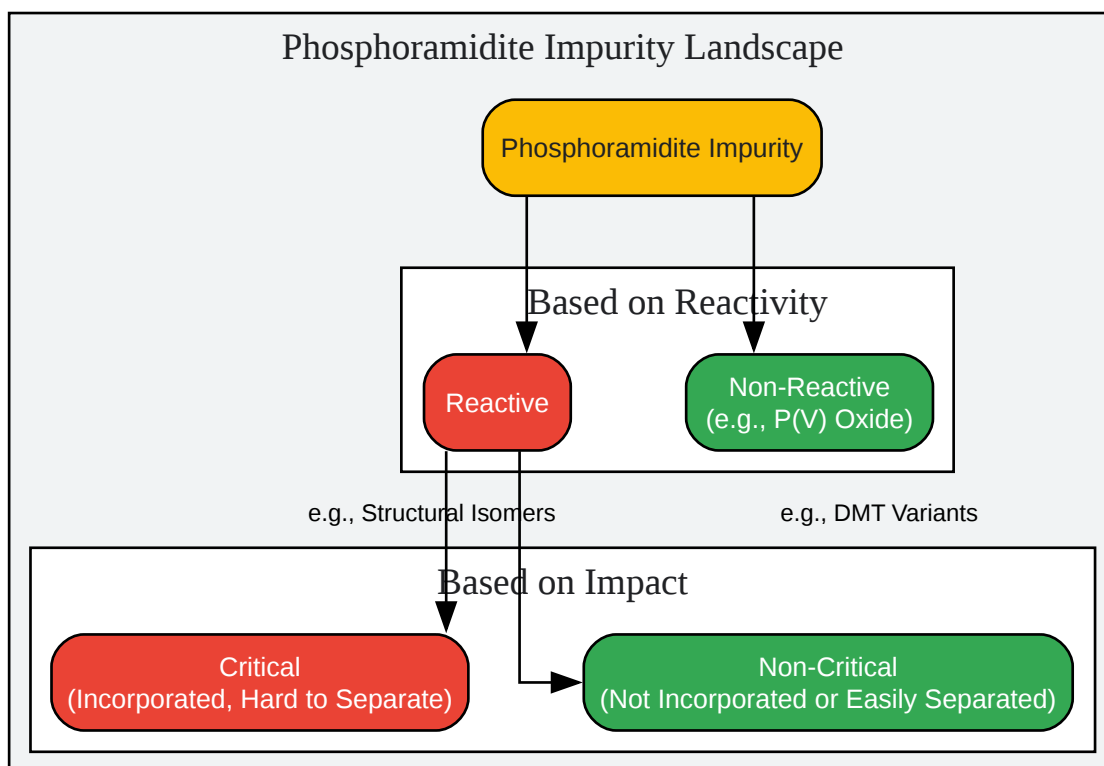 Phosphoramidite Impurity Landscape
Phosphoramidite Impurity
Based on Reactivity
Reactive
Non-Reactive
(e.g., P(V) Oxide)
e.g., Structural Isomers
e.g., DMT Variants
Based on Impact
Critical
(Incorporated, Hard to Separate)
Non-Critical
(Not Incorporated or Easily Separated)